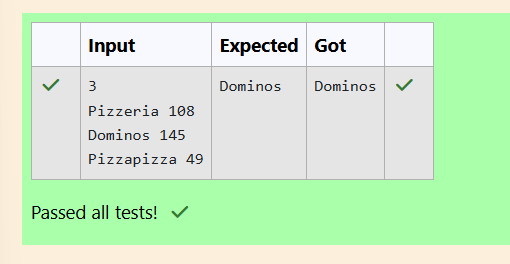 Input Expected Got
3 Dominos Dominos
Pizzeria 108
Dominos 145
Pizzapizza 49
Passed all tests!